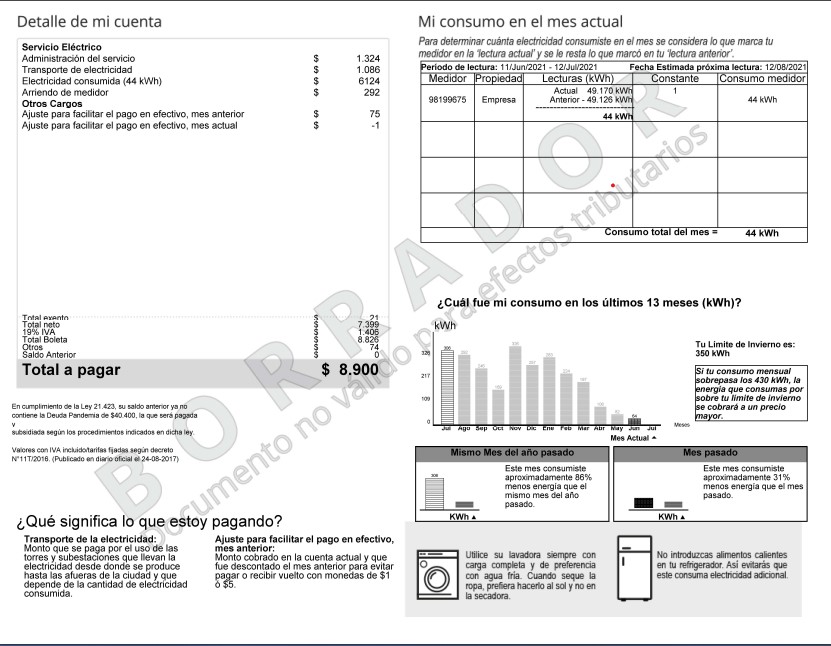 Detalle de mi cuenta
Servicio Eléctrico
Administración del servicio $ 1.324
Transporte de electricidad $ 1.086
Electricidad consumida (44 kWh) $ 6124
Arriendo de medidor $ 292
Otros Cargos
Ajuste para facilitar el pago en efectivo, mes anterior $ 75
Ajuste para facilitar el pago en efectivo, mes actual $ -1
Total exento $ 21
Total neto $ 7.399
19% IVA $ 1.406
Total Boleta $ 8.826
Otros $ 74
Saldo Anterior $ 0
Total a pagar $ 8.900
En cumplimiento de la Ley 21.423, su saldo anterior ya no
contiene la Deuda Pandemia de $40.400, la que será pagada
y
subsidiada según los procedimientos indicados en dicha ley.
Valores con IVA incluido/tarifas fijadas según decreto
N°11T/2016. (Publicado en diario oficial el 24-08-2017)
¿Qué significa lo que estoy pagando?
Transporte de la electricidad:
Monto que se paga por el uso de las
torres y subestaciones que llevan la
electricidad desde donde se produce
hasta las afueras de la ciudad y que
depende de la cantidad de electricidad
consumida.
Ajuste para facilitar el pago en efectivo,
mes anterior:
Monto cobrado en la cuenta actual y que
fue descontado el mes anterior para evitar
pagar o recibir vuelto con monedas de $1
ó $5.
Mi consumo en el mes actual
Para determinar cuánta electricidad consumiste en el mes se considera lo que marca tu
medidor en la 'lectura actual' y se le resta lo que marcó en tu 'lectura anterior'.
Periodo de lectura: 11/Jun/2021 - 12/Jul/2021 Fecha Estimada próxima lectura: 12/08/2021
Medidor Propiedad Lecturas (kWh) Constante Consumo medidor
98199675 Empresa Actual 49.170 kWh 1 44 kWh
Anterior - 49.126 kWh
44 kWh
Consumo total del mes = 44 kWh
¿Cuál fue mi consumo en los últimos 13 meses (kWh)?
kWh
326
217
109
0
Jul Ago Sep Oct Nov Dic Ene Feb Mar Abr May Jun Jul
Meses
Mes Actual
Tu Limite de Invierno es:
350 kWh
Si tu consumo mensual
sobrepasa los 430 kWh, la
energía que consumas por
sobre tu limite de invierno
se cobrará a un precio
mayor.
Mismo Mes del año pasado
Este mes consumiste
aproximadamente 86%
menos energía que el
mismo mes del año
pasado.
KWh
Mes pasado
Este mes consumiste
aproximadamente 31%
menos energía que el mes
pasado.
KWh
Utilice su lavadora siempre con
carga completa y de preferencia
con agua fría. Cuando seque la
ropa, prefiera hacerlo al sol y no en
la secadora.
No introduzcas alimentos calientes
en tu refrigerador. Así evitarás que
este consuma electricidad adicional.
BORRADOR
Documento no válido para efectos tributarios